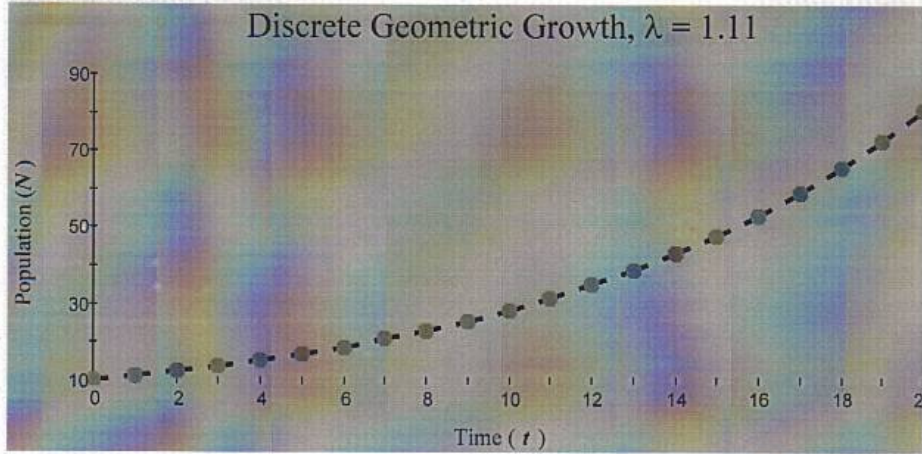 Discrete Geometric Growth, λ = 1.11
90
70
50
30
10
Population (N)
0 2 4 6 8 10 12 14 16 18
Time ( t )